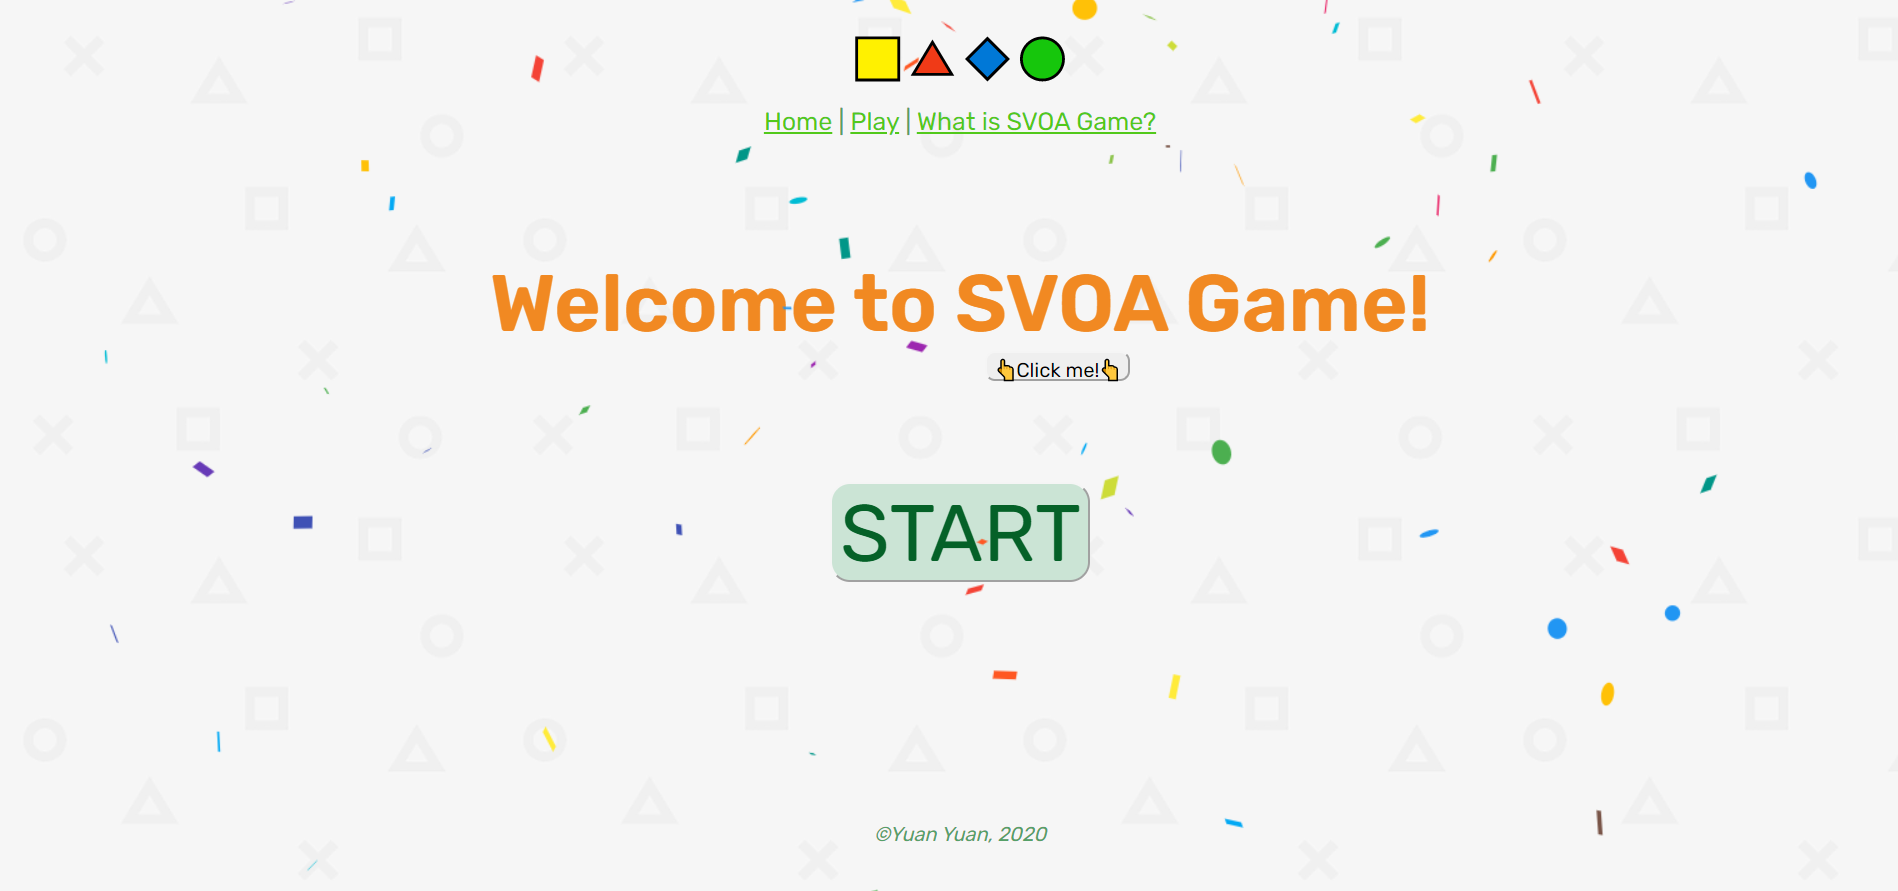 Home | Play | What is SVOA Game?
Welcome to SVOA Game!
👆Click me!👆
START
©Yuan Yuan, 2020